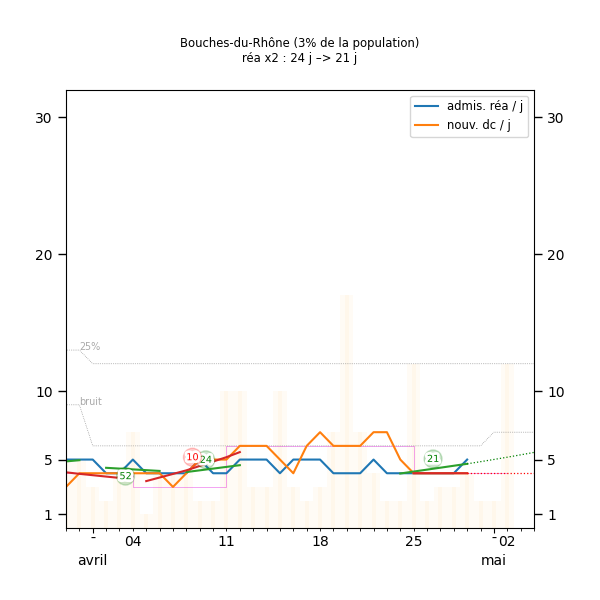 Bouches-du-Rhône (3% de la population)
réa x2 : 24 j –> 21 j
admis. réa / j
nouv. dc / j
30 30
20 20
25%
10 10
bruit
10 24 21
5 5
52
1 1
- 04 11 18 25 - 02
avril mai